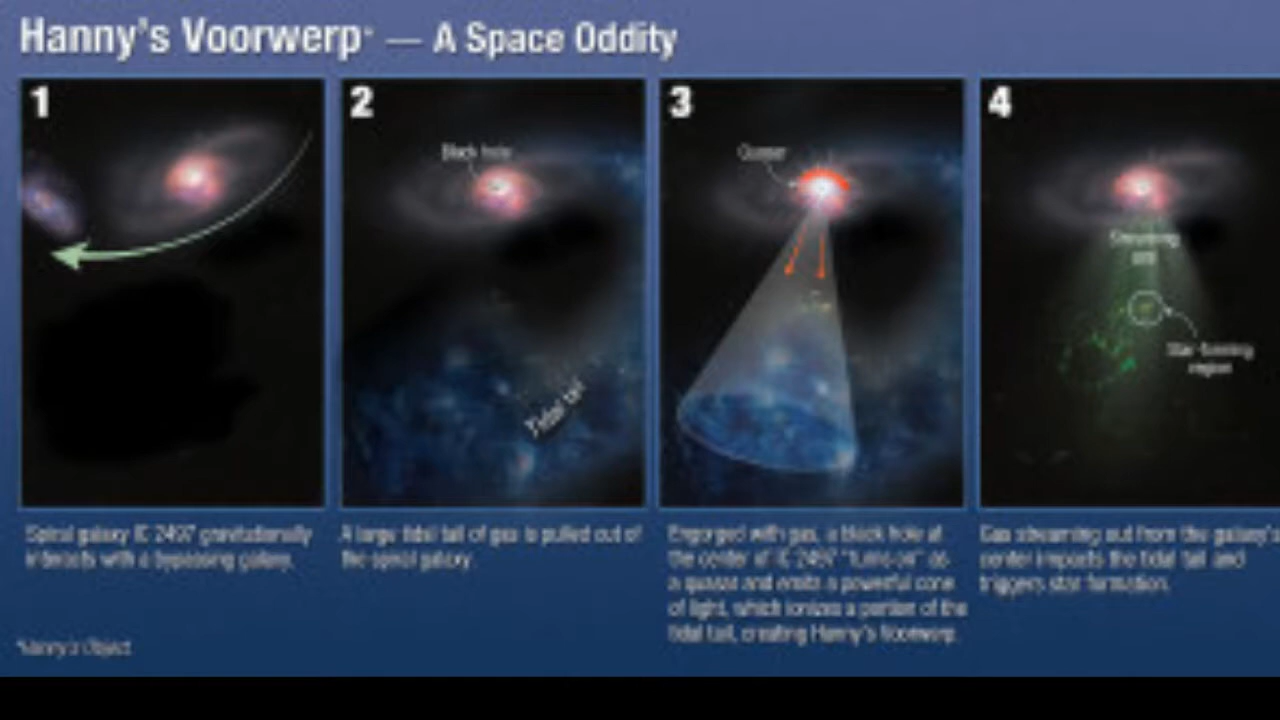 Hanny's Voorwerp* — A Space Oddity
1
2
3
4
Black hole
Quasar
Streaming
gas
Star-forming
region
Tidal tail
Spiral galaxy IC 2497 gravitationally
interacts with a bypassing galaxy.
A large tidal tail of gas is pulled out of
the spiral galaxy.
Engorged with gas, a black hole at
the center of IC 2497 "turns on" as
a quasar and emits a powerful cone
of light, which ionizes a portion of the
tidal tail, creating Hanny's Voorwerp.
Gas streaming out from the galaxy's
center impacts the tidal tail and
triggers star formation.
*Hanny's Object